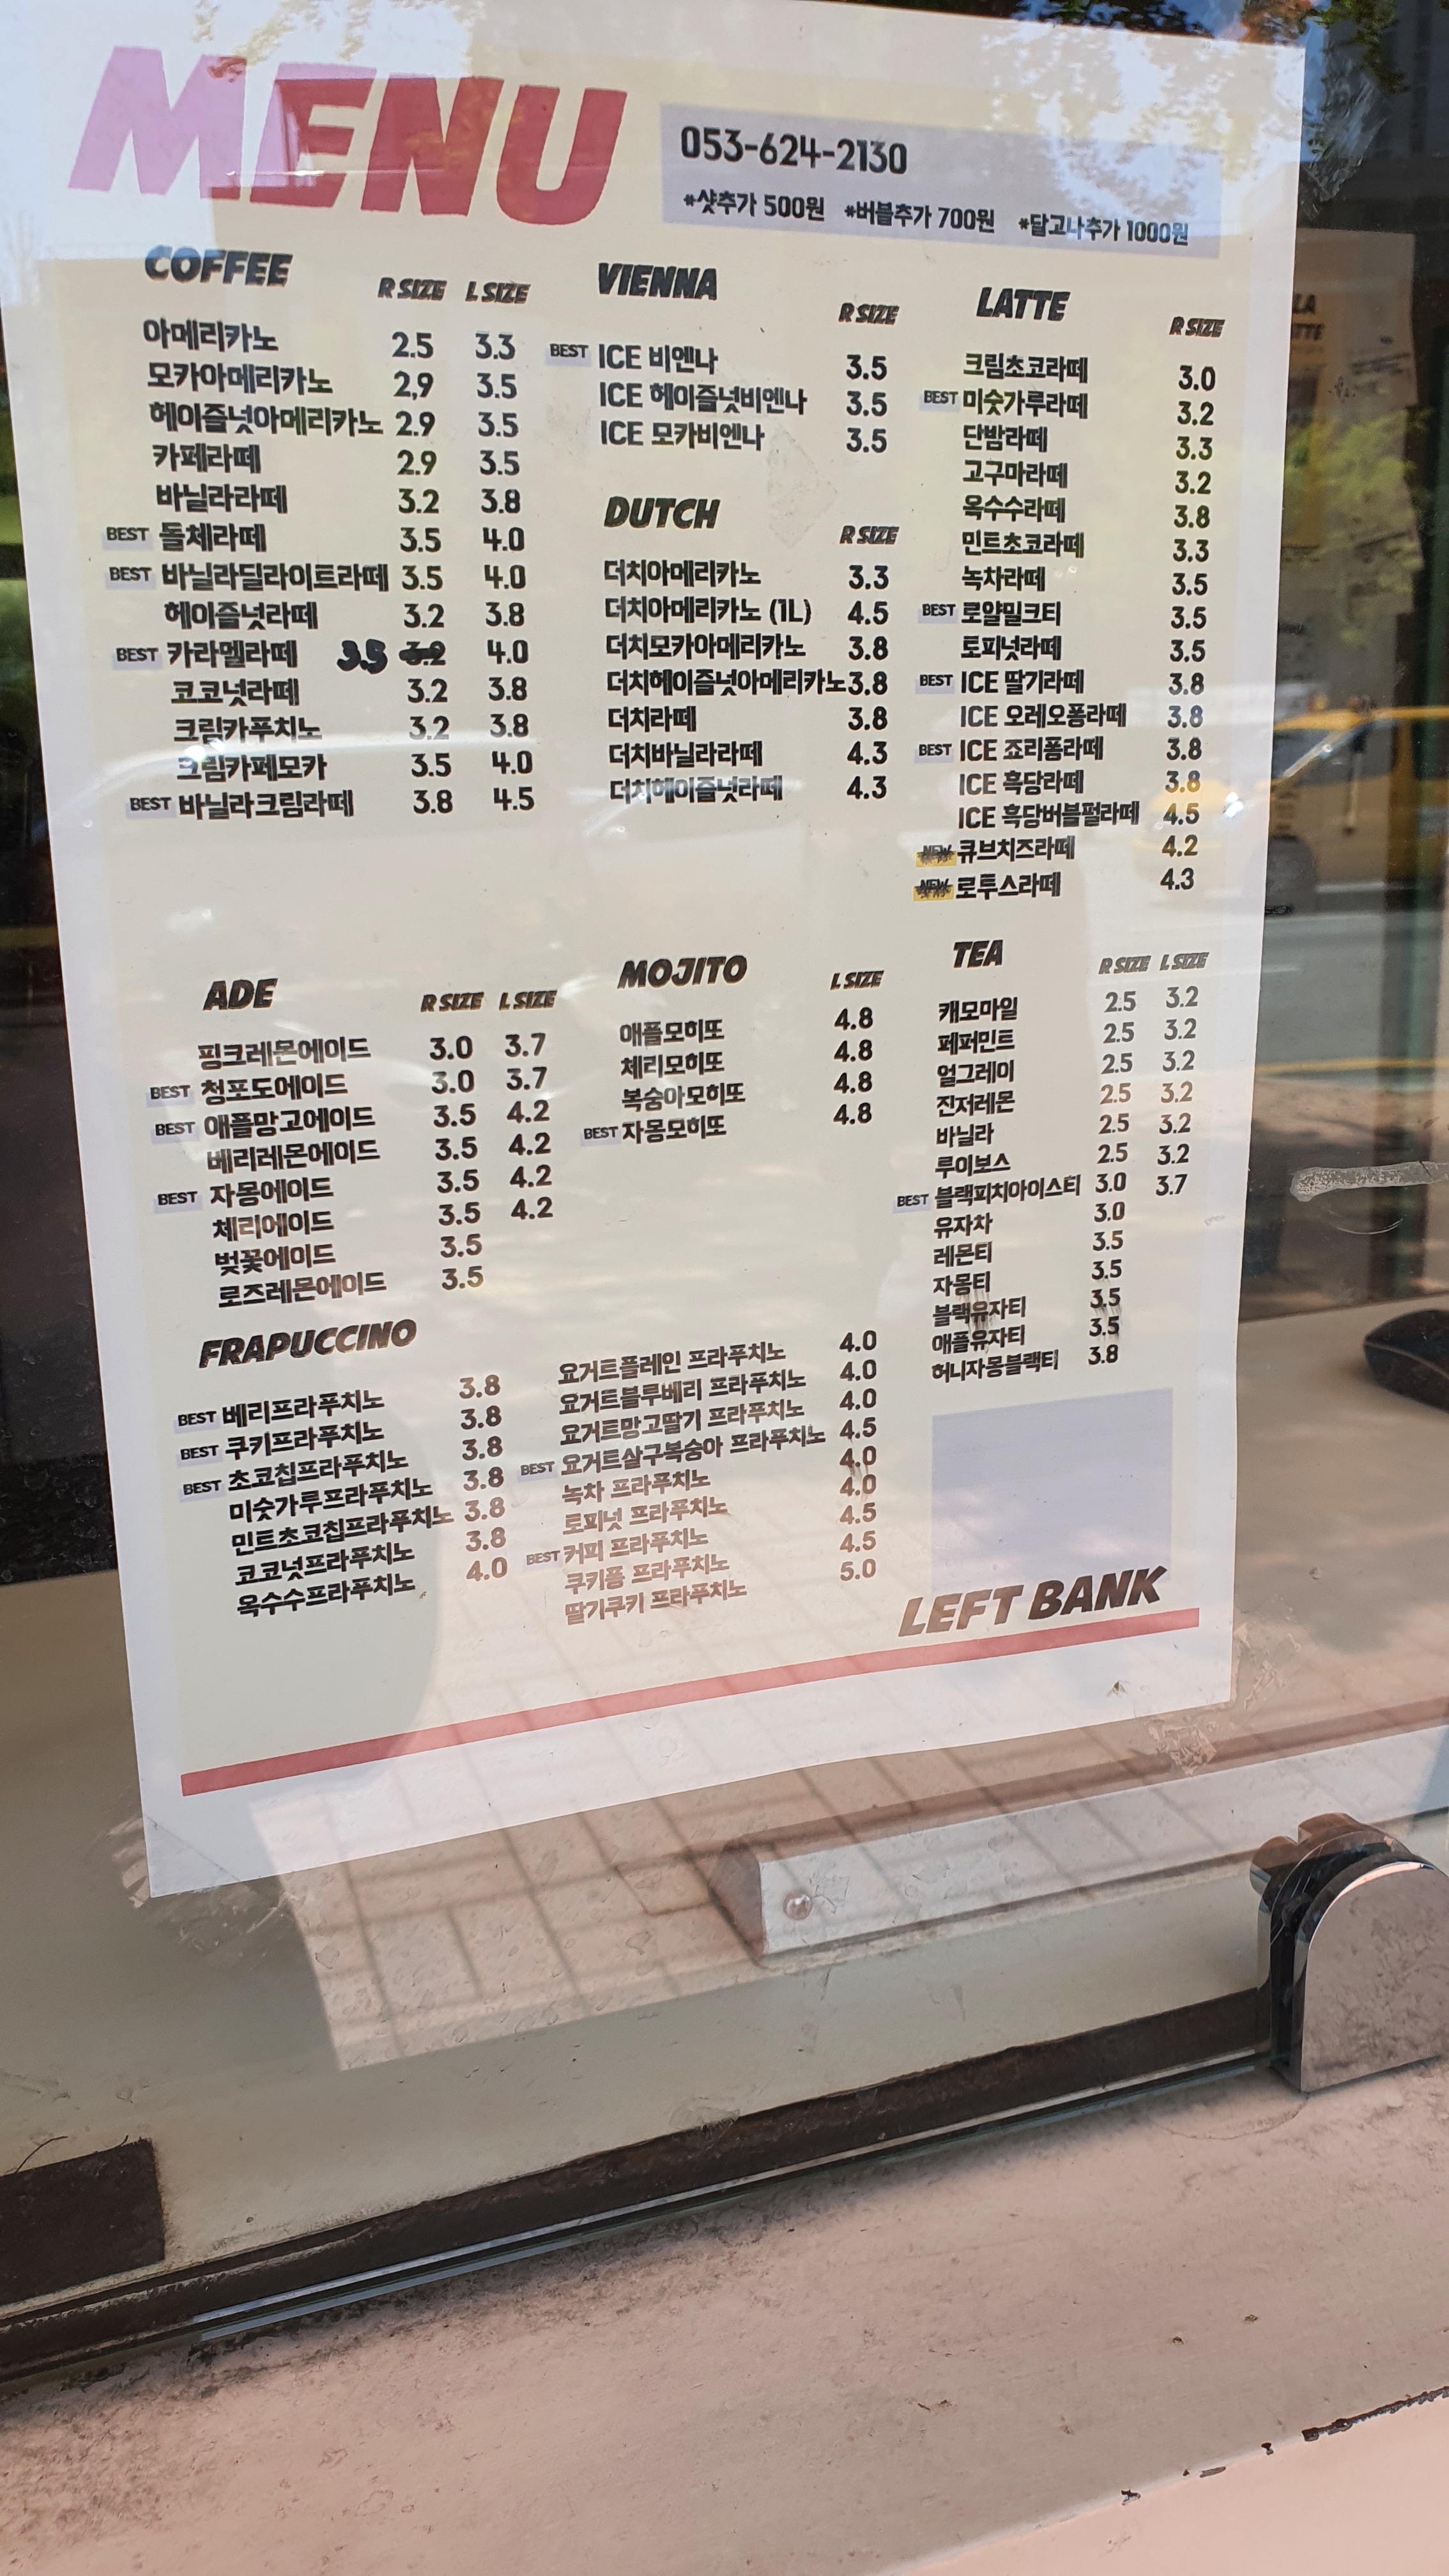 MENU
053-624-2130
*샷추가 500원 *버블추가 700원 *달고나추가 1000원
COFFEE
R SIZE L SIZE
아메리카노 2.5 3.3
모카아메리카노 2,9 3.5
헤이즐넛아메리카노 2.9 3.5
카페라떼 2.9 3.5
바닐라라떼 3.2 3.8
BEST 돌체라떼 3.5 4.0
BEST 바닐라딜라이트라떼 3.5 4.0
헤이즐넛라떼 3.2 3.8
BEST 카라멜라떼 3.5 3.2 4.0
코코넛라떼 3.2 3.8
크림카푸치노 3.2 3.8
크림카페모카 3.5 4.0
BEST 바닐라크림라떼 3.8 4.5
VIENNA
R SIZE
BEST ICE 비엔나 3.5
ICE 헤이즐넛비엔나 3.5
ICE 모카비엔나 3.5
DUTCH
R SIZE
더치아메리카노 3.3
더치아메리카노 (1L) 4.5
더치모카아메리카노 3.8
더치헤이즐넛아메리카노 3.8
더치라떼 3.8
더치바닐라라떼 4.3
더치헤이즐넛라떼 4.3
LATTE
R SIZE
크림초코라떼 3.0
BEST 미숫가루라떼 3.2
단밤라떼 3.3
고구마라떼 3.2
옥수수라떼 3.8
민트초코라떼 3.3
녹차라떼 3.5
BEST 로얄밀크티 3.5
토피넛라떼 3.5
BEST ICE 딸기라떼 3.8
ICE 오레오퐁라떼 3.8
BEST ICE 죠리퐁라떼 3.8
ICE 흑당라떼 3.8
ICE 흑당버블펄라떼 4.5
NEW 큐브치즈라떼 4.2
NEW 로투스라떼 4.3
ADE
R SIZE L SIZE
핑크레몬에이드 3.0 3.7
BEST 청포도에이드 3.0 3.7
BEST 애플망고에이드 3.5 4.2
베리레몬에이드 3.5 4.2
BEST 자몽에이드 3.5 4.2
체리에이드 3.5 4.2
벚꽃에이드 3.5
로즈레몬에이드 3.5
MOJITO
L SIZE
애플모히또 4.8
체리모히또 4.8
복숭아모히또 4.8
BEST 자몽모히또 4.8
TEA
R SIZE L SIZE
캐모마일 2.5 3.2
페퍼민트 2.5 3.2
얼그레이 2.5 3.2
진저레몬 2.5 3.2
바닐라 2.5 3.2
루이보스 2.5 3.2
BEST 블랙피치아이스티 3.0 3.7
유자차 3.0
레몬티 3.5
자몽티 3.5
블랙유자티 3.5
애플유자티 3.5
허니자몽블랙티 3.8
FRAPUCCINO
BEST 베리프라푸치노 3.8
BEST 쿠키프라푸치노 3.8
BEST 초코칩프라푸치노 3.8
미숫가루프라푸치노 3.8
민트초코칩프라푸치노 3.8
코코넛프라푸치노 3.8
옥수수프라푸치노 4.0
요거트플레인 프라푸치노 4.0
요거트블루베리 프라푸치노 4.0
요거트망고딸기 프라푸치노 4.0
BEST 요거트살구복숭아 프라푸치노 4.5
녹차 프라푸치노 4.0
토피넛 프라푸치노 4.0
BEST 커피 프라푸치노 4.5
쿠키퐁 프라푸치노 4.5
딸기쿠키 프라푸치노 5.0
LEFT BANK